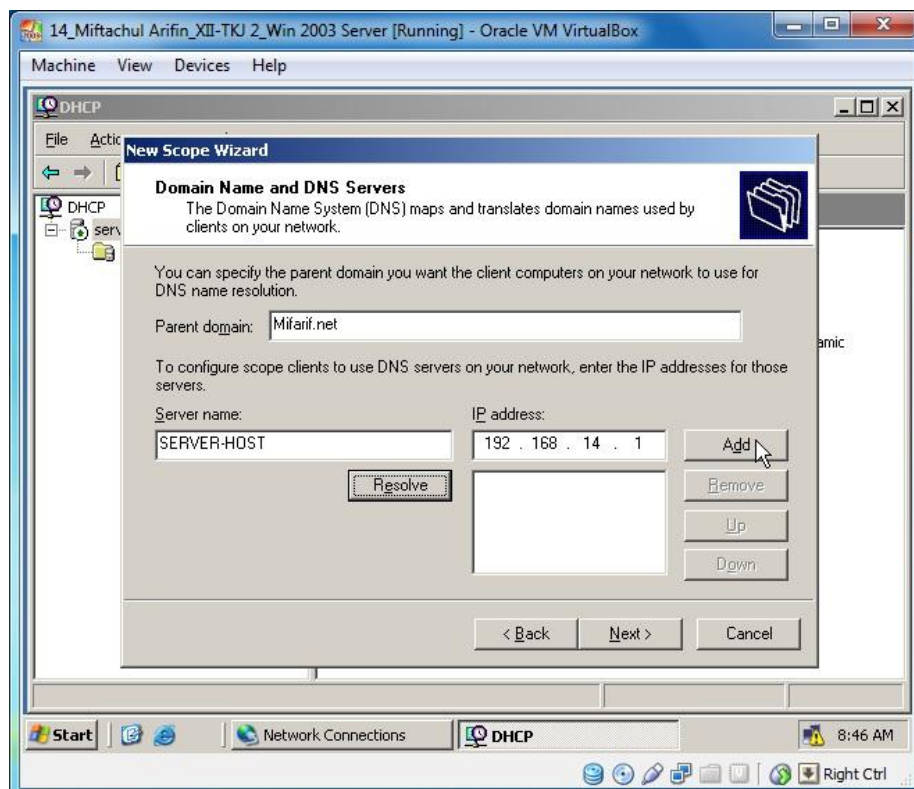 14_Miftachul Arifin_XII-TKJ 2_Win 2003 Server [Running] - Oracle VM VirtualBox
Machine View Devices Help
DHCP
File
New Scope Wizard
Domain Name and DNS Servers
The Domain Name System (DNS) maps and translates domain names used by
clients on your network.
DHCP
You can specify the parent domain you want the client computers on your network to use for
DNS name resolution.
Parent domain: Mifarif.net
To configure scope clients to use DNS servers on your network, enter the IP addresses for those
servers.
Server name: IP address:
SERVER-HOST 192 . 168 . 14 . 1 Add
Resolve Remove
Up
Down
< Back Next > Cancel
Start Network Connections DHCP 8:46 AM
Right Ctrl